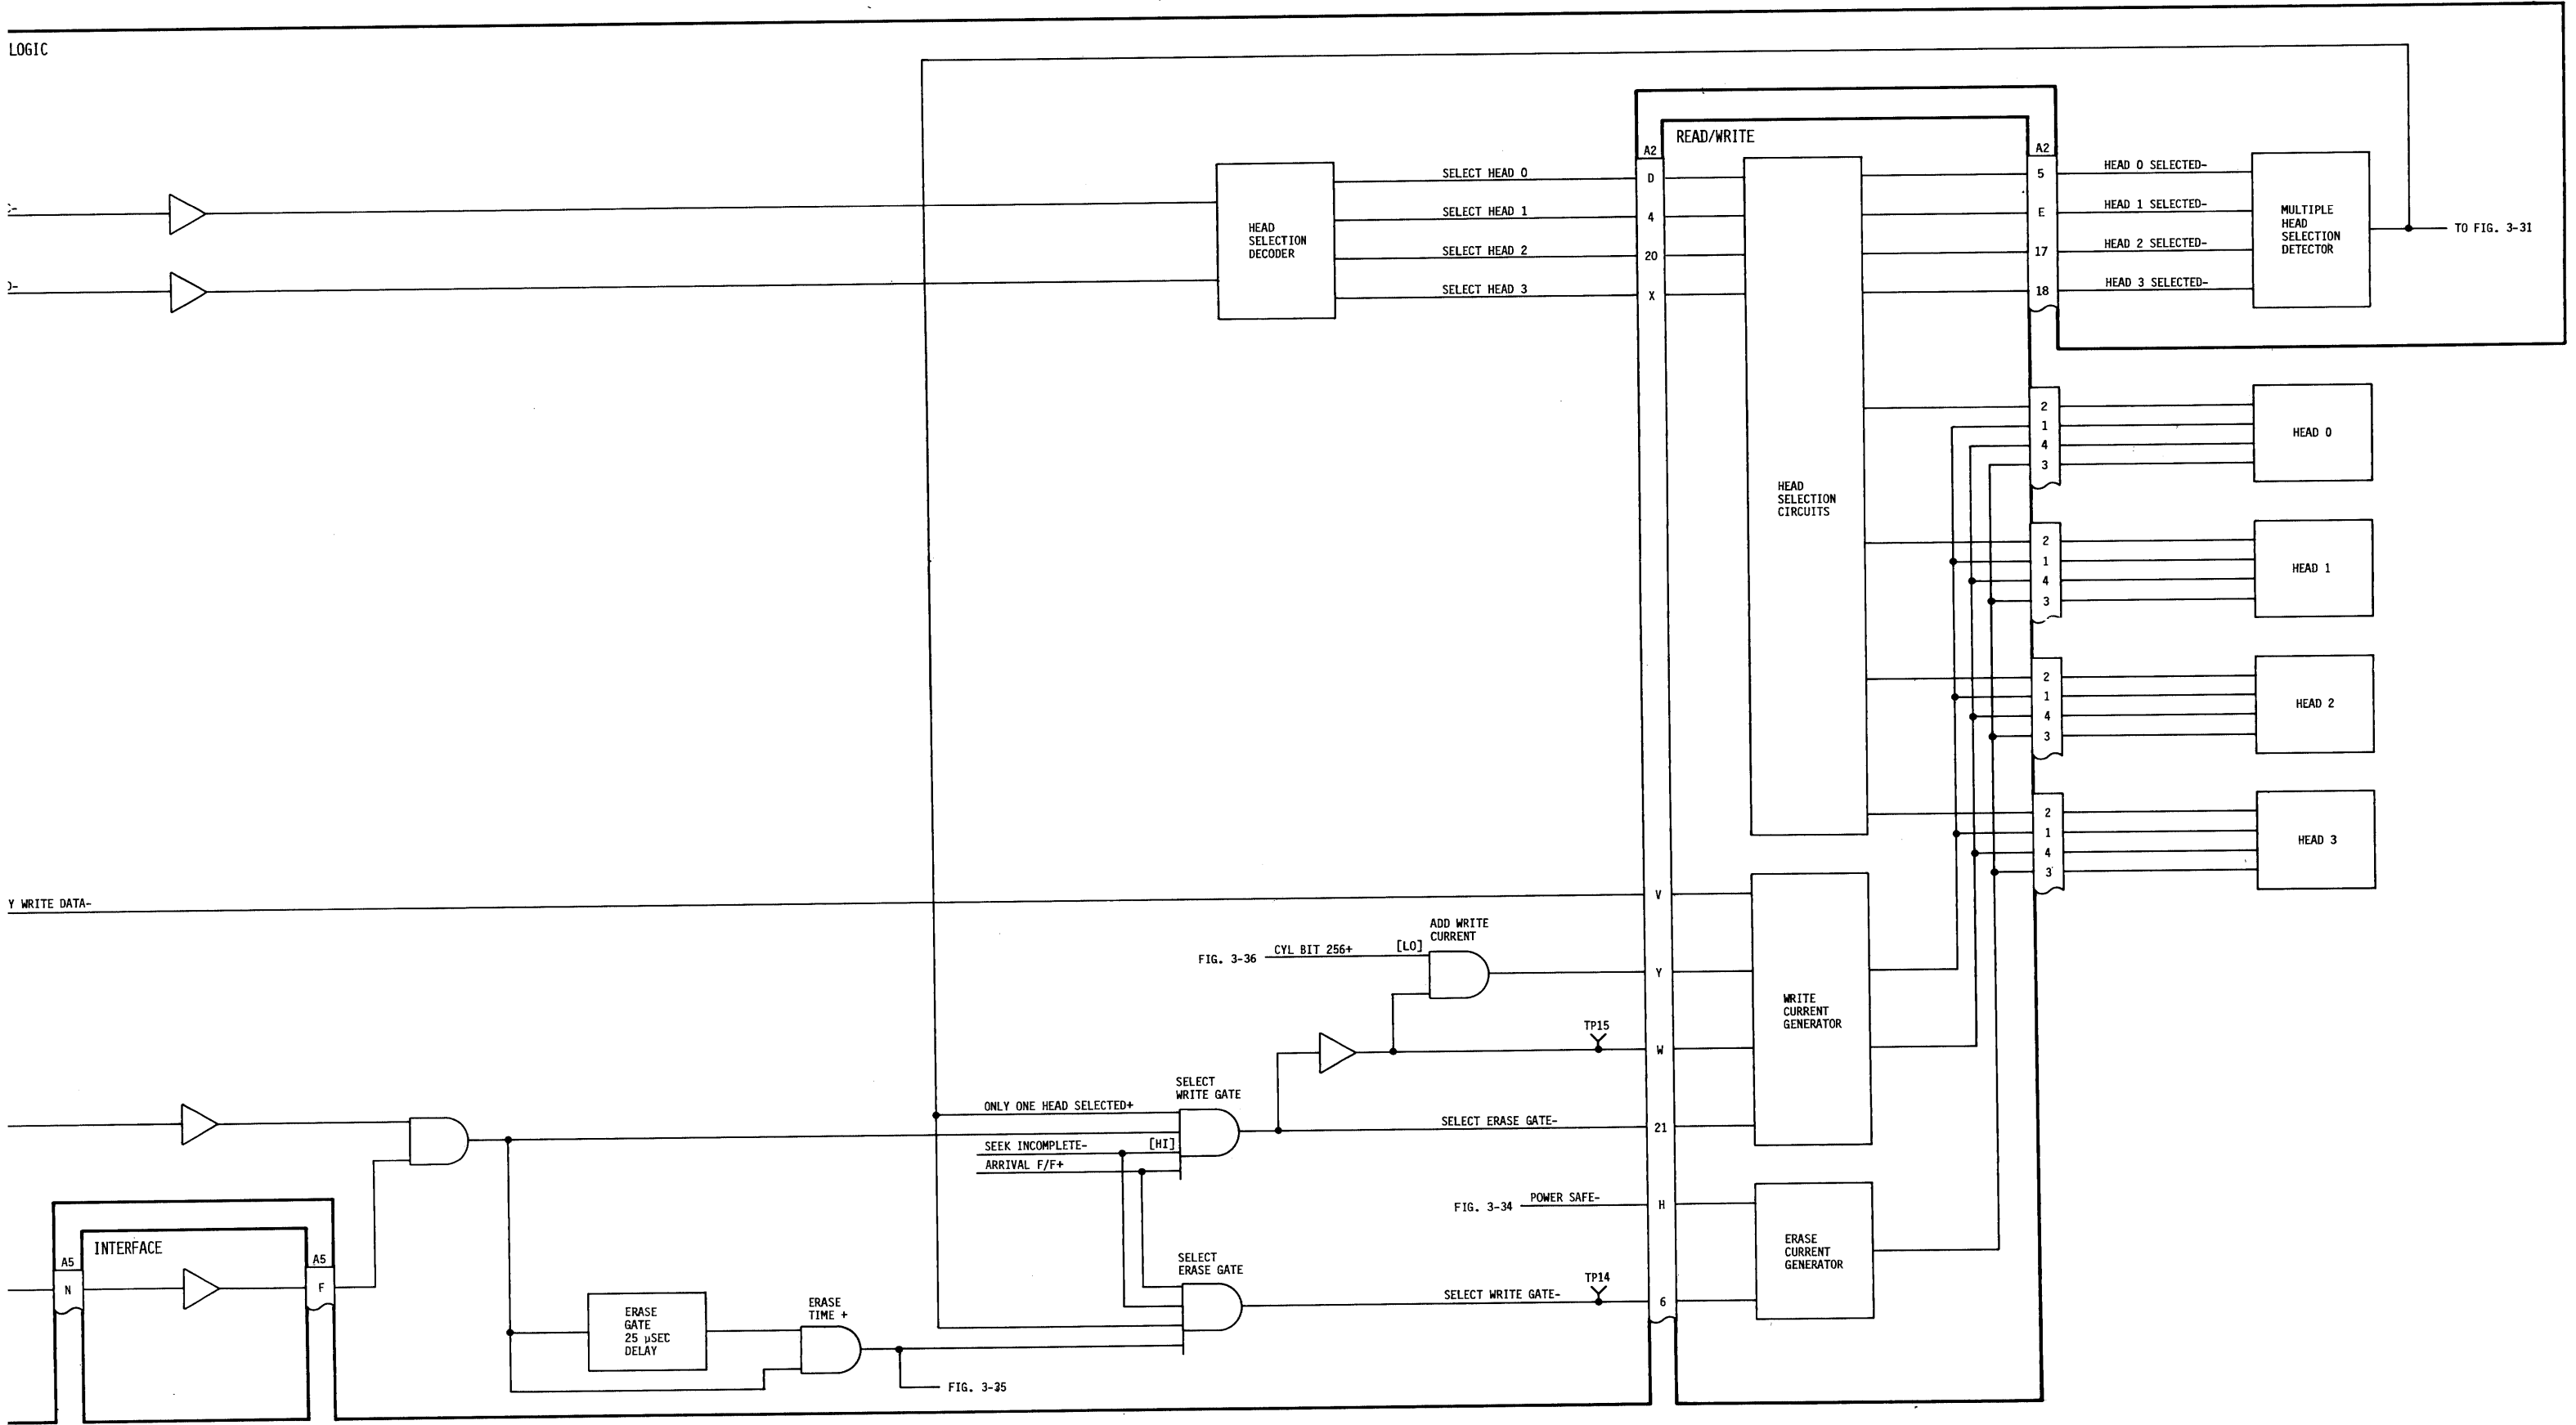 LOGIC
READ/WRITE
A2
A2
SELECT HEAD 0
D
5
HEAD 0 SELECTED-
SELECT HEAD 1
4
E
HEAD 1 SELECTED-
SELECT HEAD 2
20
17
HEAD 2 SELECTED-
SELECT HEAD 3
X
18
HEAD 3 SELECTED-
HEAD
SELECTION
DECODER
MULTIPLE
HEAD
SELECTION
DETECTOR
TO FIG. 3-31
HEAD
SELECTION
CIRCUITS
2
1
4
3
HEAD 0
2
1
4
3
HEAD 1
2
1
4
3
HEAD 2
2
1
4
3
HEAD 3
Y WRITE DATA-
V
ADD WRITE
CURRENT
FIG. 3-36
CYL BIT 256+
[LO]
Y
WRITE
CURRENT
GENERATOR
TP15
W
SELECT
WRITE GATE
ONLY ONE HEAD SELECTED+
SEEK INCOMPLETE-
[HI]
ARRIVAL F/F+
SELECT ERASE GATE-
21
FIG. 3-34
POWER SAFE-
H
ERASE
CURRENT
GENERATOR
SELECT
ERASE GATE
SELECT WRITE GATE-
TP14
6
INTERFACE
A5
N
A5
F
ERASE
GATE
25 μSEC
DELAY
ERASE
TIME +
FIG. 3-35